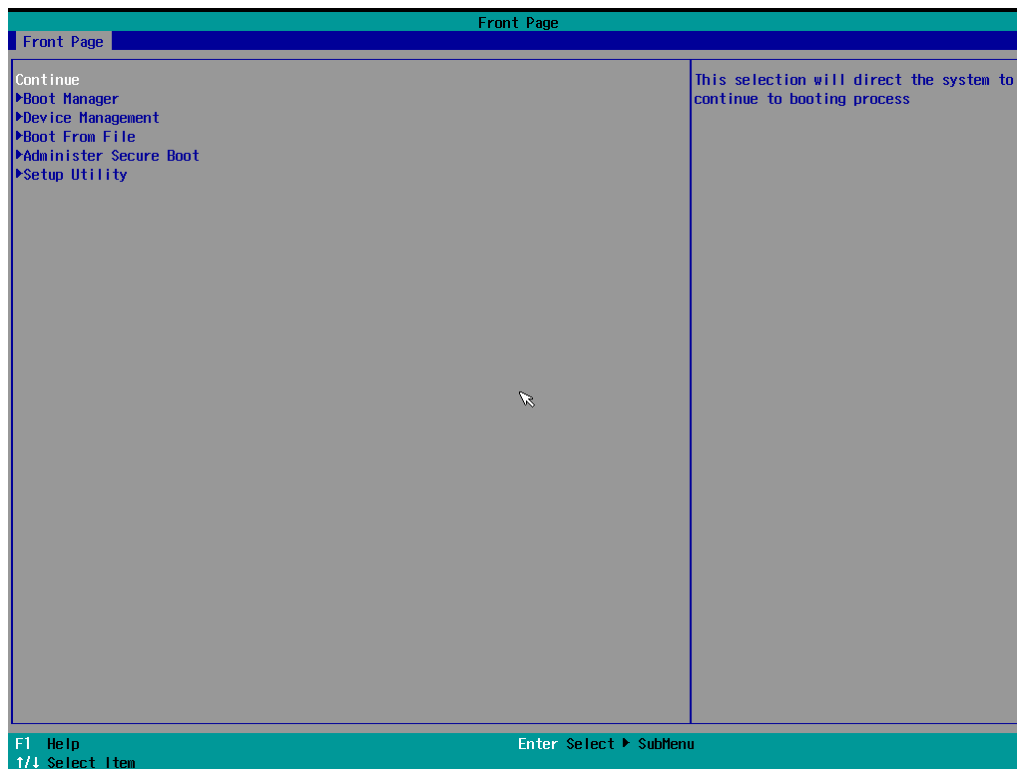 Front Page
Front Page
Continue
Boot Manager
Device Management
Boot From File
Administer Secure Boot
Setup Utility
This selection will direct the system to
continue to booting process
F1 Help
Enter Select ▶ SubMenu
↑/↓ Select Item